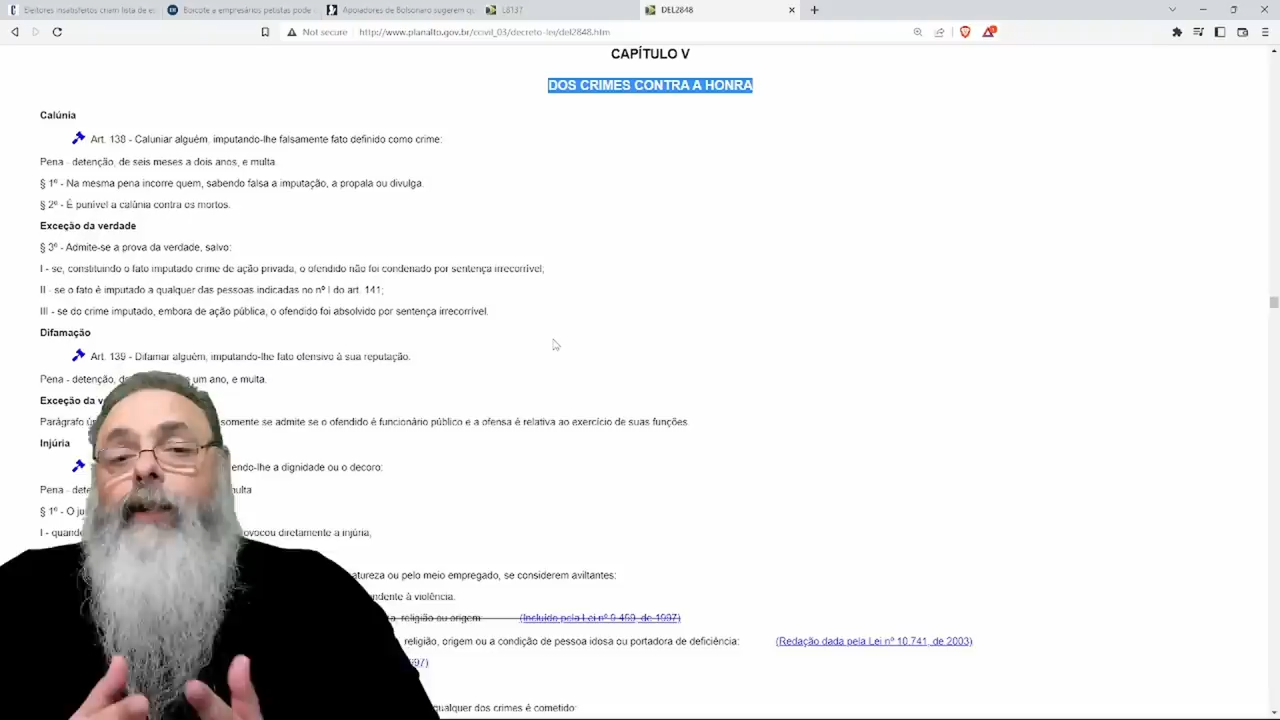 Eleitores insatisfeitos criam lista de e
Boicote a empresários petistas pode
Apoiadores de Bolsonaro sugerem qu
L8137
DEL2848
Not secure
http://www.planalto.gov.br/ccivil_03/decreto-lei/del2848.htm
CAPÍTULO V
DOS CRIMES CONTRA A HONRA
Calúnia
Art. 138 - Caluniar alguém, imputando-lhe falsamente fato definido como crime:
Pena - detenção, de seis meses a dois anos, e multa
§ 1º - Na mesma pena incorre quem, sabendo falsa a imputação, a propala ou divulga.
§ 2º - É punível a calúnia contra os mortos.
Exceção da verdade
§ 3º - Admite-se a prova da verdade, salvo:
I - se, constituindo o fato imputado crime de ação privada, o ofendido não foi condenado por sentença irrecorrível;
II - se o fato é imputado a qualquer das pessoas indicadas no nº I do art. 141;
III - se do crime imputado, embora de ação pública, o ofendido foi absolvido por sentença irrecorrível.
Difamação
Art. 139 - Difamar alguém, imputando-lhe fato ofensivo à sua reputação.
Pena - detenção, de um ano, e multa.
Exceção da v
Parágrafo ún somente se admite se o ofendido é funcionário público e a ofensa é relativa ao exercício de suas funções.
Injúria
endo-lhe a dignidade ou o decoro:
Pena - dete ulta
§ 1º - O ju
I - quando ovocou diretamente a injúria;
atureza ou pelo meio empregado, se considerem aviltantes:
ndente à violência.
a, religião ou origem: (Incluído pela Lei nº 9.459, de 1997)
religião, origem ou a condição de pessoa idosa ou portadora de deficiência: (Redação dada pela Lei nº 10.741, de 2003)
97)
qualquer dos crimes é cometido: